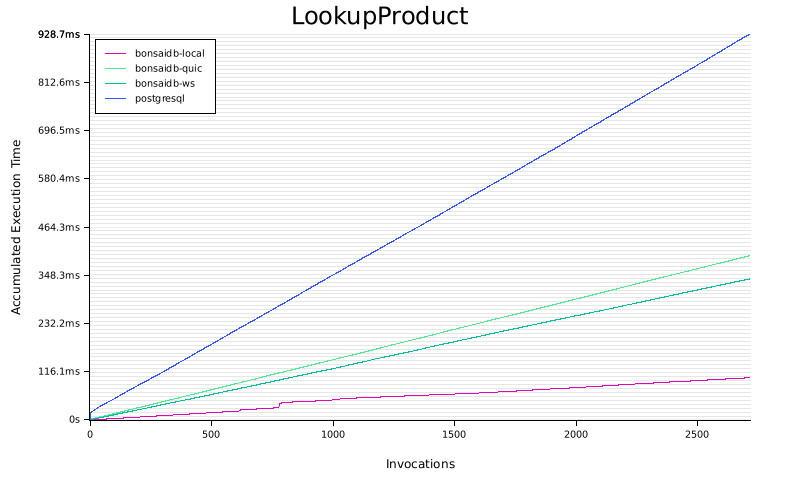 LookupProduct
928.7ms
bonsaidb-local
bonsaidb-quic
bonsaidb-ws
postgresql
812.6ms
696.5ms
580.4ms
464.3ms
348.3ms
232.2ms
116.1ms
0s
Accumulated Execution Time
0 500 1000 1500 2000 2500
Invocations